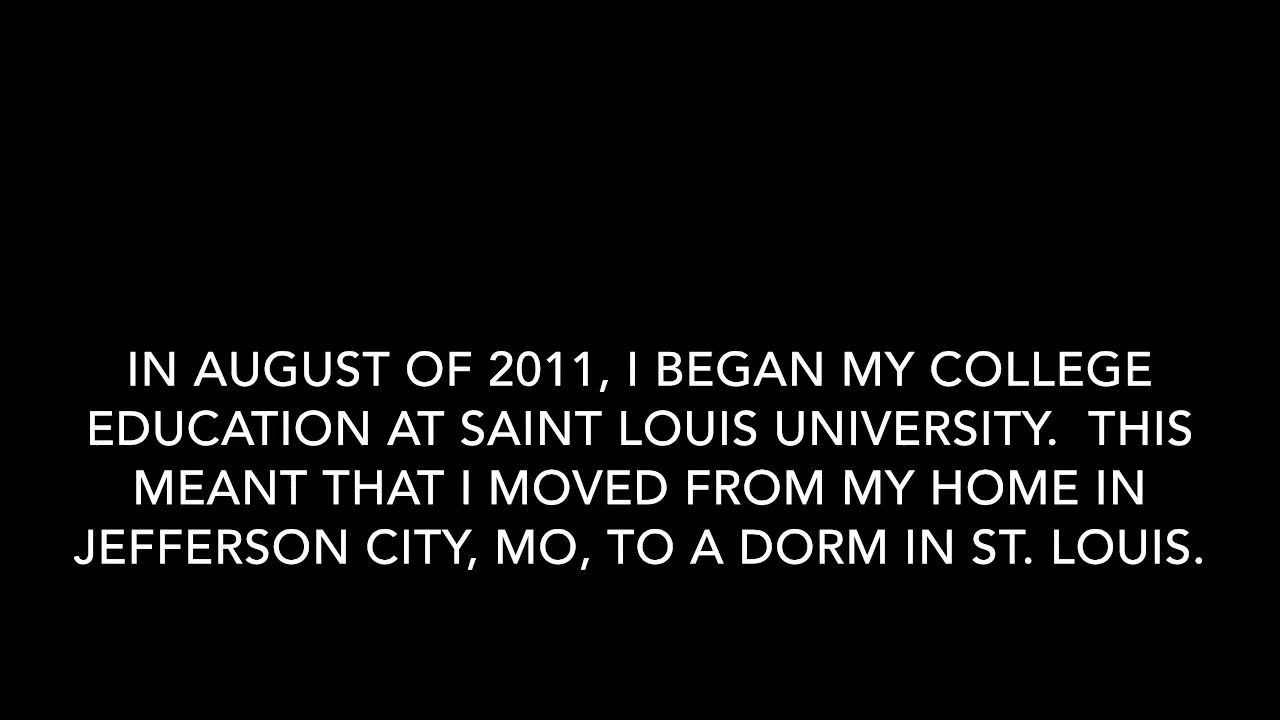 IN AUGUST OF 2011, I BEGAN MY COLLEGE
EDUCATION AT SAINT LOUIS UNIVERSITY.  THIS
MEANT THAT I MOVED FROM MY HOME IN
JEFFERSON CITY, MO, TO A DORM IN ST. LOUIS.